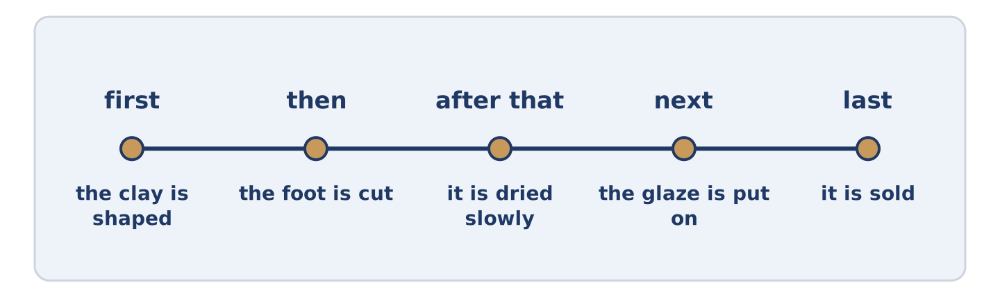 first
then
after that
next
last
the clay is
shaped
the foot is cut
it is dried
slowly
the glaze is put
on
it is sold